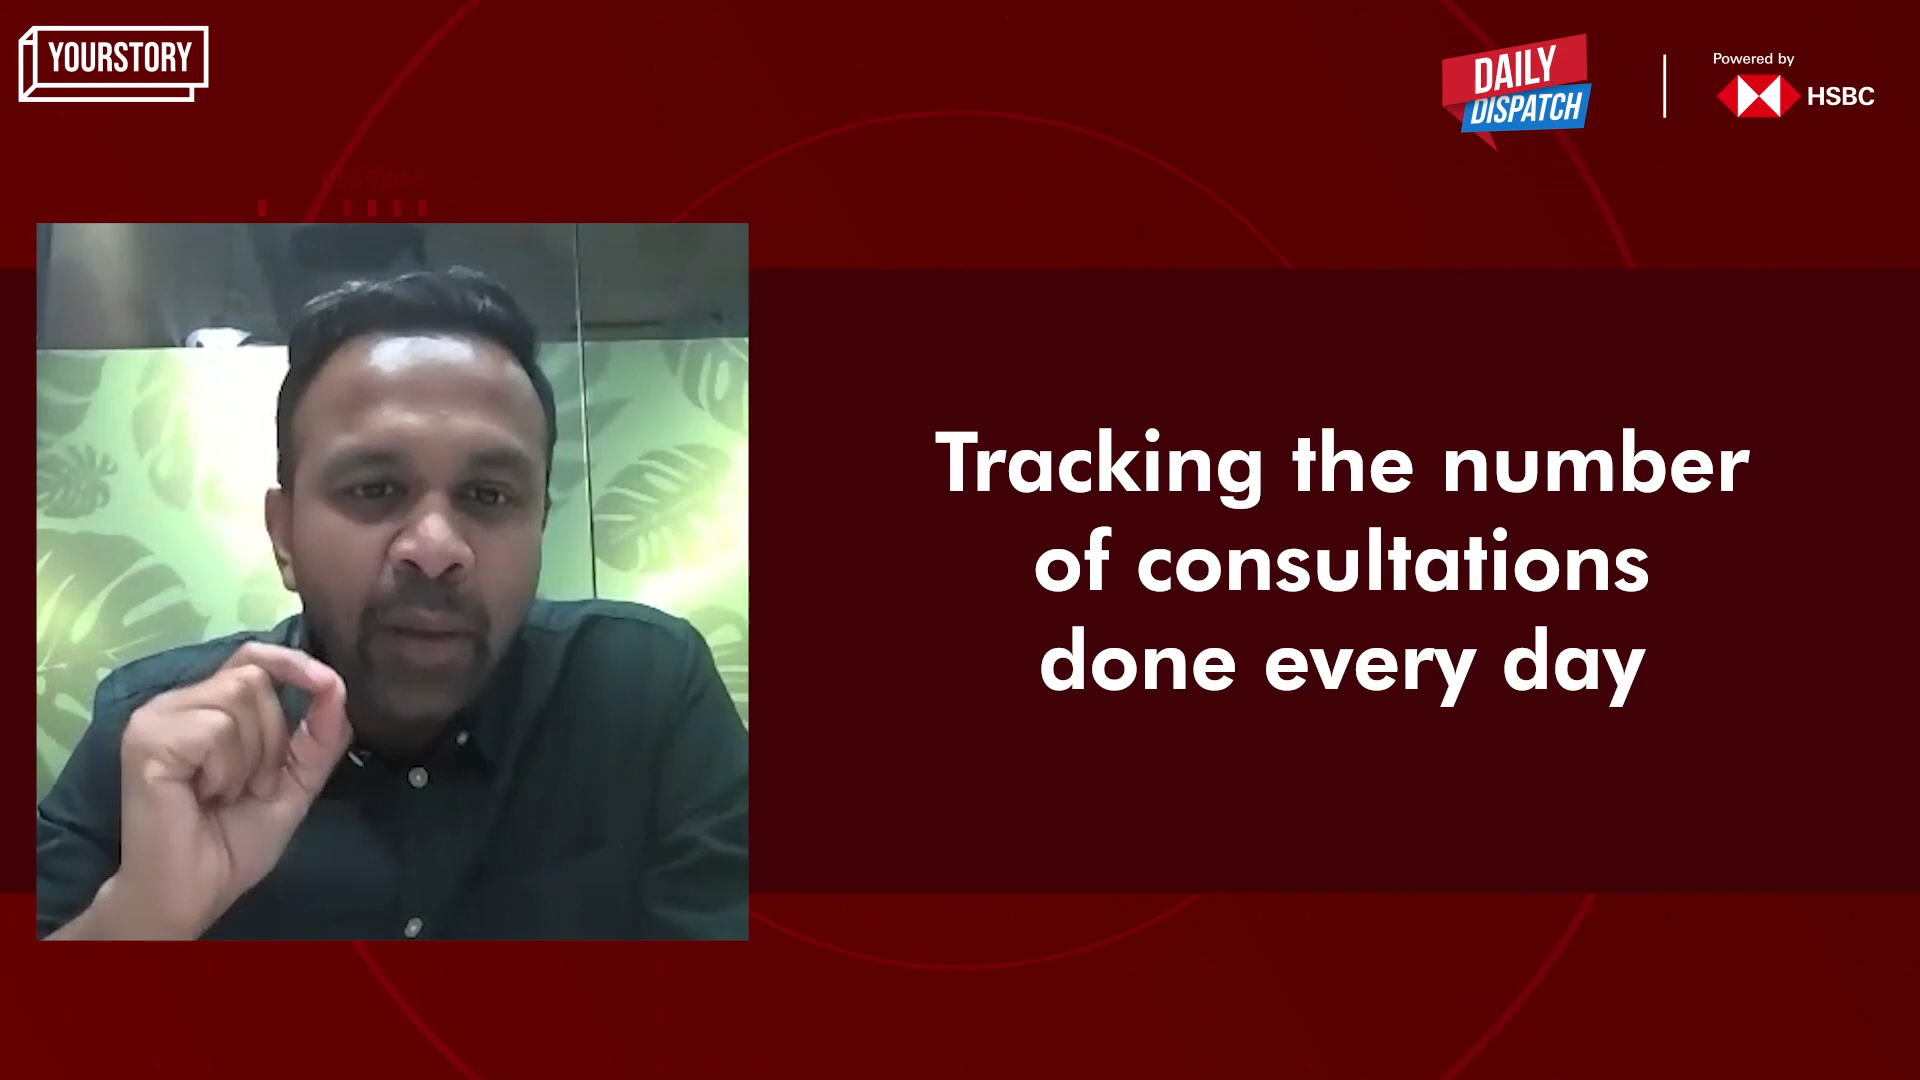 YOURSTORY
DAILY
DISPATCH
Powered by
HSBC
Tracking the number
of consultations
done every day